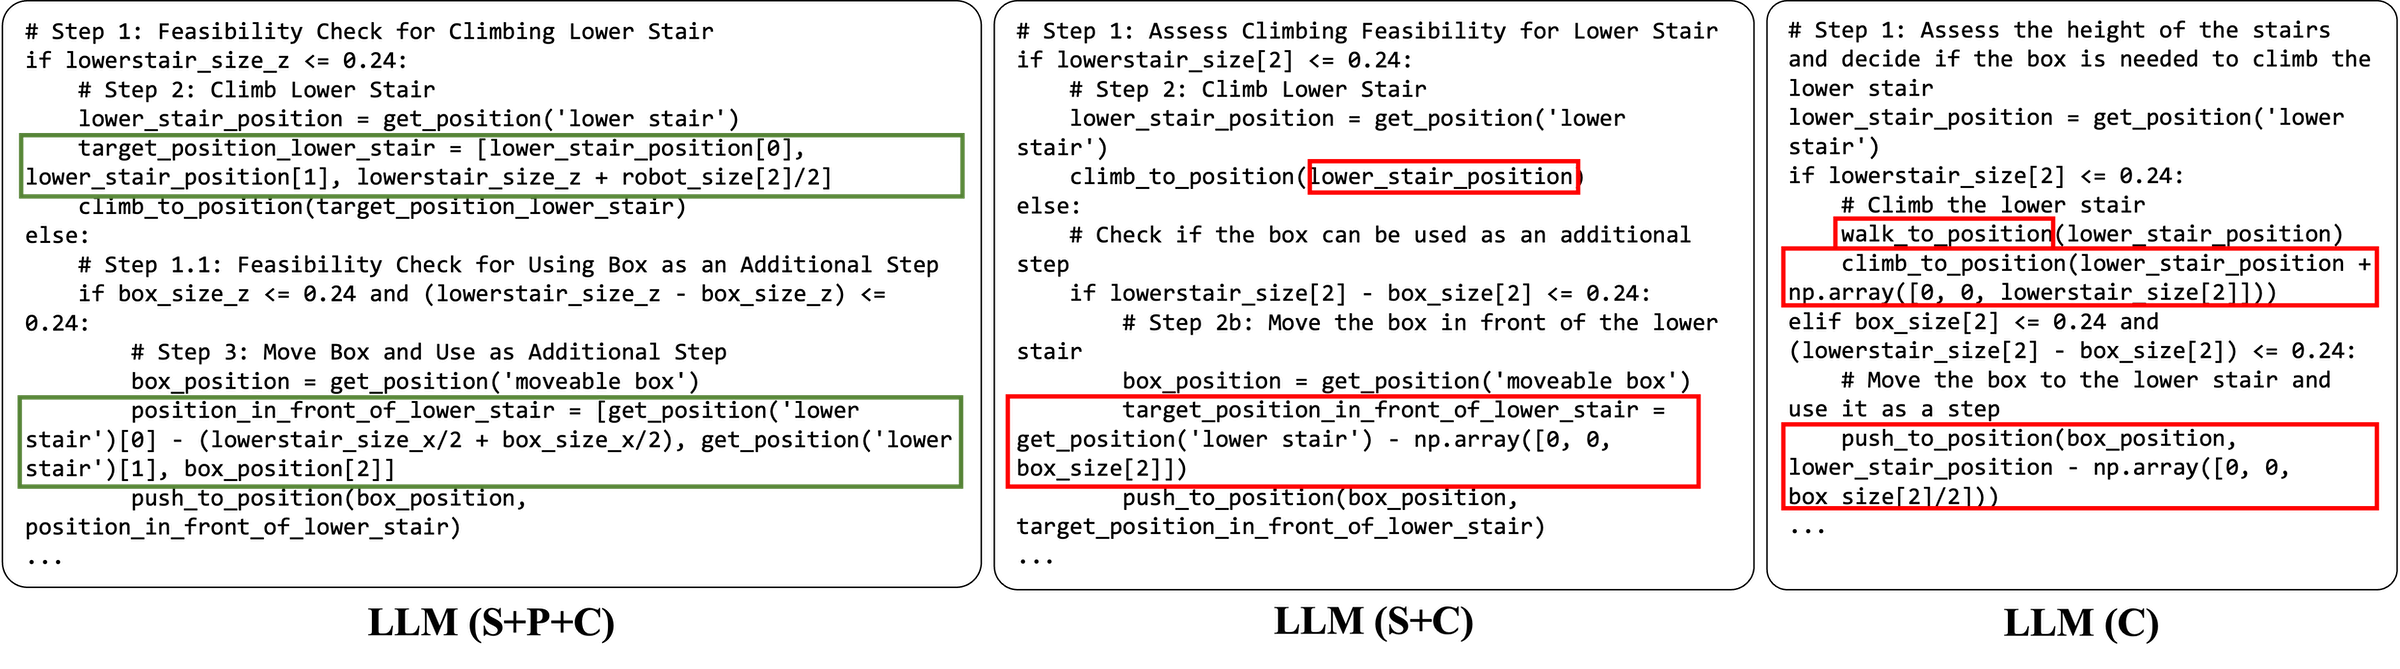 # Step 1: Feasibility Check for Climbing Lower Stair
if lowerstair_size_z <= 0.24:
    # Step 2: Climb Lower Stair
    lower_stair_position = get_position('lower stair')
    target_position_lower_stair = [lower_stair_position[0],
lower_stair_position[1], lowerstair_size_z + robot_size[2]/2]
    climb_to_position(target_position_lower_stair)
else:
    # Step 1.1: Feasibility Check for Using Box as an Additional Step
    if box_size_z <= 0.24 and (lowerstair_size_z - box_size_z) <=
0.24:
        # Step 3: Move Box and Use as Additional Step
        box_position = get_position('moveable box')
        position_in_front_of_lower_stair = [get_position('lower
stair')[0] - (lowerstair_size_x/2 + box_size_x/2), get_position('lower
stair')[1], box_position[2]]
        push_to_position(box_position,
position_in_front_of_lower_stair)
...
LLM (S+P+C)
# Step 1: Assess Climbing Feasibility for Lower Stair
if lowerstair_size[2] <= 0.24:
    # Step 2: Climb Lower Stair
    lower_stair_position = get_position('lower
stair')
    climb_to_position(lower_stair_position)
else:
    # Check if the box can be used as an additional
step
    if lowerstair_size[2] - box_size[2] <= 0.24:
        # Step 2b: Move the box in front of the lower
stair
        box_position = get_position('moveable box')
        target_position_in_front_of_lower_stair =
get_position('lower stair') - np.array([0, 0,
box_size[2]])
        push_to_position(box_position,
target_position_in_front_of_lower_stair)
...
LLM (S+C)
# Step 1: Assess the height of the stairs
and decide if the box is needed to climb the
lower stair
lower_stair_position = get_position('lower
stair')
if lowerstair_size[2] <= 0.24:
    # Climb the lower stair
    walk_to_position(lower_stair_position)
    climb_to_position(lower_stair_position +
np.array([0, 0, lowerstair_size[2]]))
elif box_size[2] <= 0.24 and
(lowerstair_size[2] - box_size[2]) <= 0.24:
    # Move the box to the lower stair and
use it as a step
    push_to_position(box_position,
lower_stair_position - np.array([0, 0,
box_size[2]/2]))
...
LLM (C)